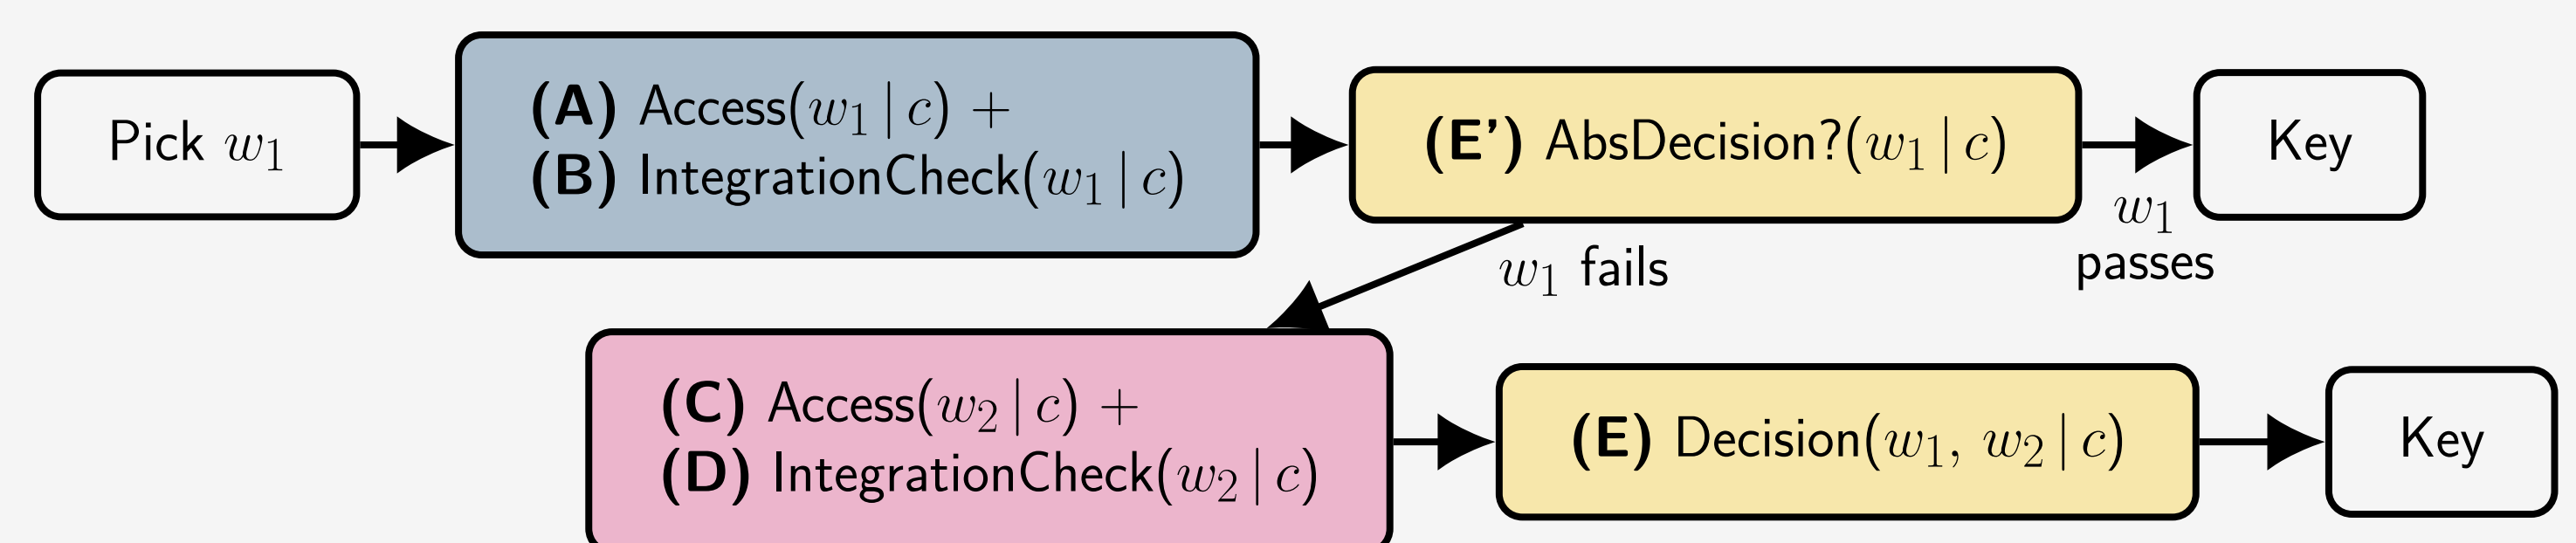 Pick w₁
(A) Access(w₁ | c) +
(B) IntegrationCheck(w₁ | c)
(E') AbsDecision?(w₁ | c)
w₁
passes
Key
w₁ fails
(C) Access(w₂ | c) +
(D) IntegrationCheck(w₂ | c)
(E) Decision(w₁, w₂ | c)
Key